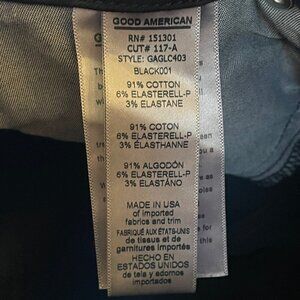 GOOD AMERICAN
RN# 151301
CUT# 117-A
STYLE: GAGLC403
BLACK001
91% COTTON
6% ELASTERELL-P
3% ELASTANE
91% COTON
6% ELASTERELL-P
3% ÉLASTHANNE
91% ALGODÓN
6% ELASTERELL-P
3% ELASTANO
MADE IN USA
of imported
fabrics and trim
FABRIQUÉ AUX ÉTATS-UNIS
de tissus et de
garnitures importés
HECHO EN
ESTADOS UNIDOS
de tela y adornos
importados